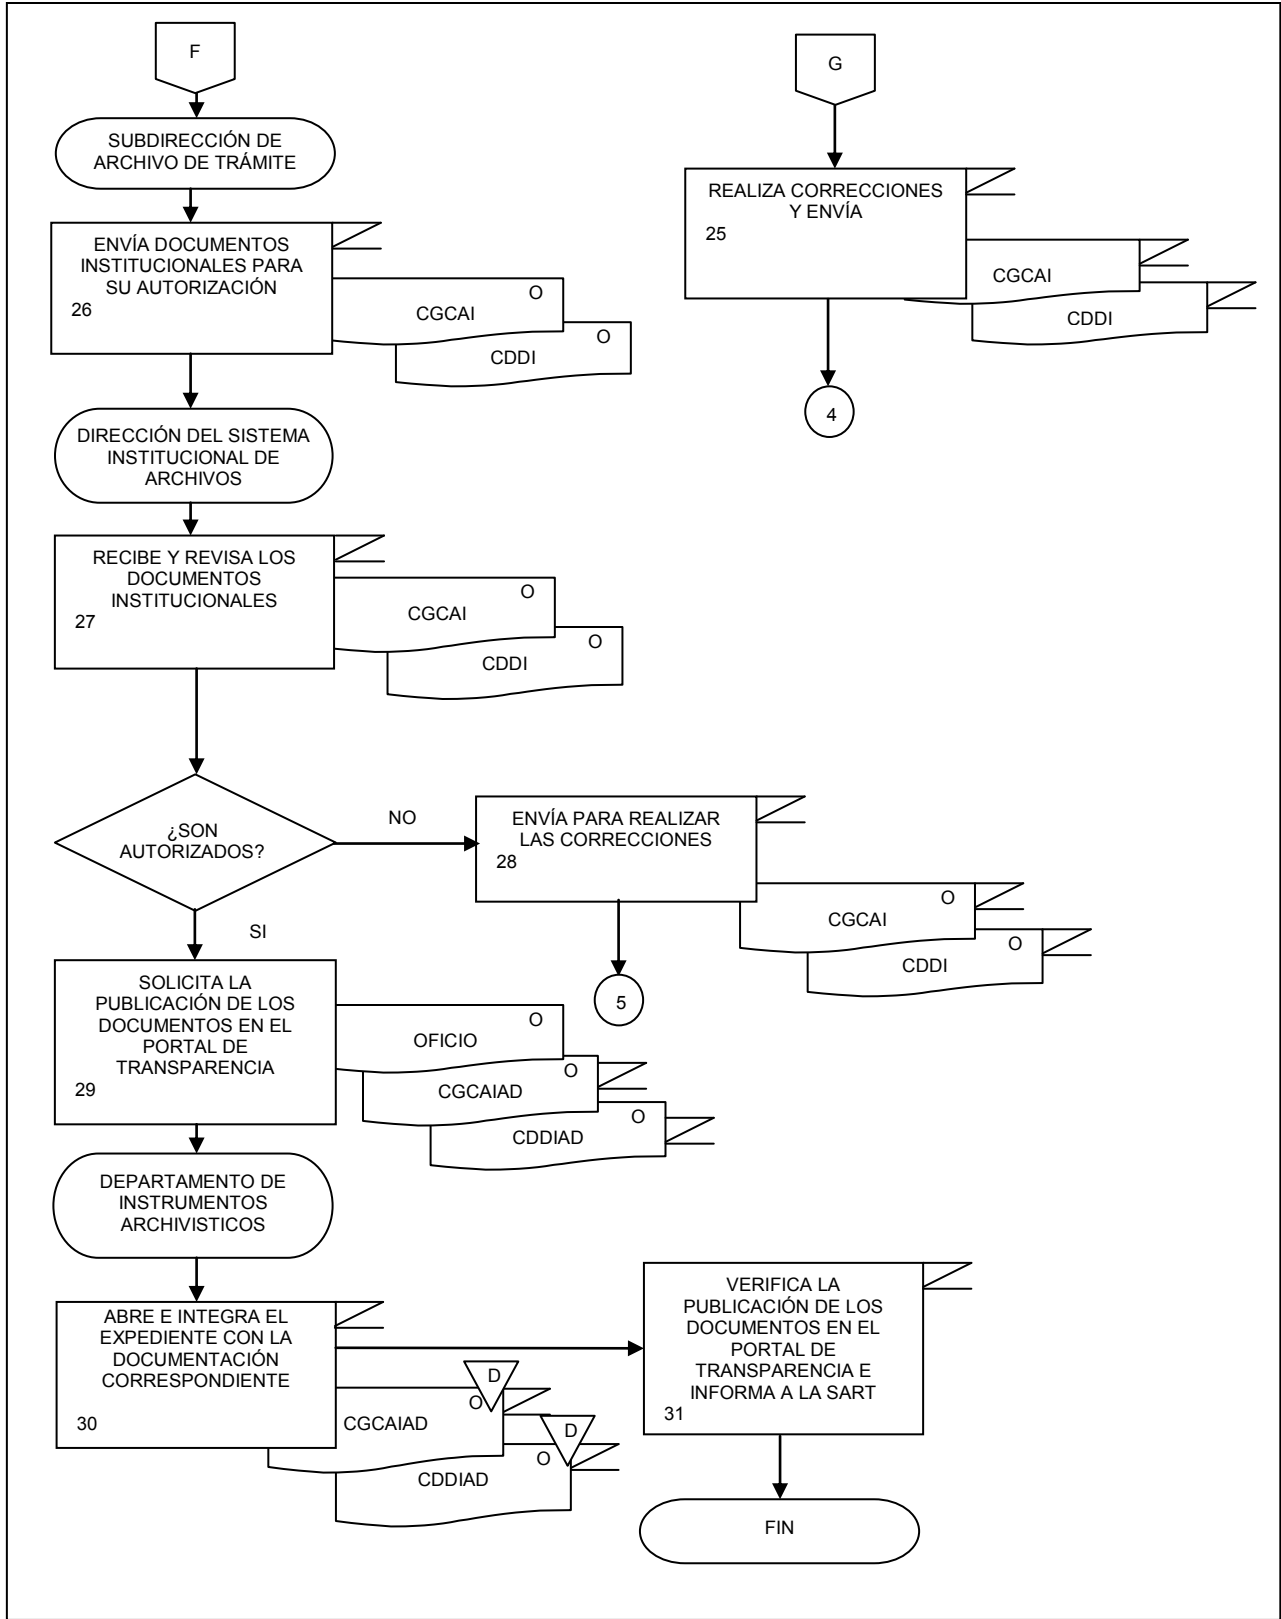 F
SUBDIRECCIÓN DE
ARCHIVO DE TRÁMITE
ENVÍA DOCUMENTOS
INSTITUCIONALES PARA
SU AUTORIZACIÓN
26
O
CGCAI
O
CDDI
DIRECCIÓN DEL SISTEMA
INSTITUCIONAL DE
ARCHIVOS
RECIBE Y REVISA LOS
DOCUMENTOS
INSTITUCIONALES
27
O
CGCAI
O
CDDI
¿SON
AUTORIZADOS?
NO
ENVÍA PARA REALIZAR
LAS CORRECCIONES
28
O
CGCAI
O
CDDI
5
SI
SOLICITA LA
PUBLICACIÓN DE LOS
DOCUMENTOS EN EL
PORTAL DE
TRANSPARENCIA
29
O
OFICIO
O
CGCAIAD
O
CDDIAD
DEPARTAMENTO DE
INSTRUMENTOS
ARCHIVISTICOS
ABRE E INTEGRA EL
EXPEDIENTE CON LA
DOCUMENTACIÓN
CORRESPONDIENTE
30
D
O
CGCAIAD
D
O
CDDIAD
VERIFICA LA
PUBLICACIÓN DE LOS
DOCUMENTOS EN EL
PORTAL DE
TRANSPARENCIA E
INFORMA A LA SART
31
FIN
G
REALIZA CORRECCIONES
Y ENVÍA
25
CGCAI
CDDI
4